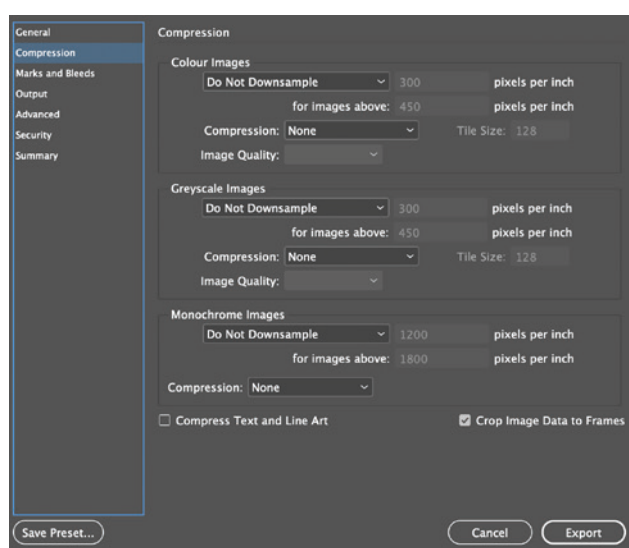 General
Compression
Marks and Bleeds
Output
Advanced
Security
Summary
Compression
Colour Images
Do Not Downsample 300 pixels per inch
for images above: 450 pixels per inch
Compression: None Tile Size: 128
Image Quality:
Greyscale Images
Do Not Downsample 300 pixels per inch
for images above: 450 pixels per inch
Compression: None Tile Size: 128
Image Quality:
Monochrome Images
Do Not Downsample 1200 pixels per inch
for images above: 1800 pixels per inch
Compression: None
Compress Text and Line Art Crop Image Data to Frames
Save Preset... Cancel Export